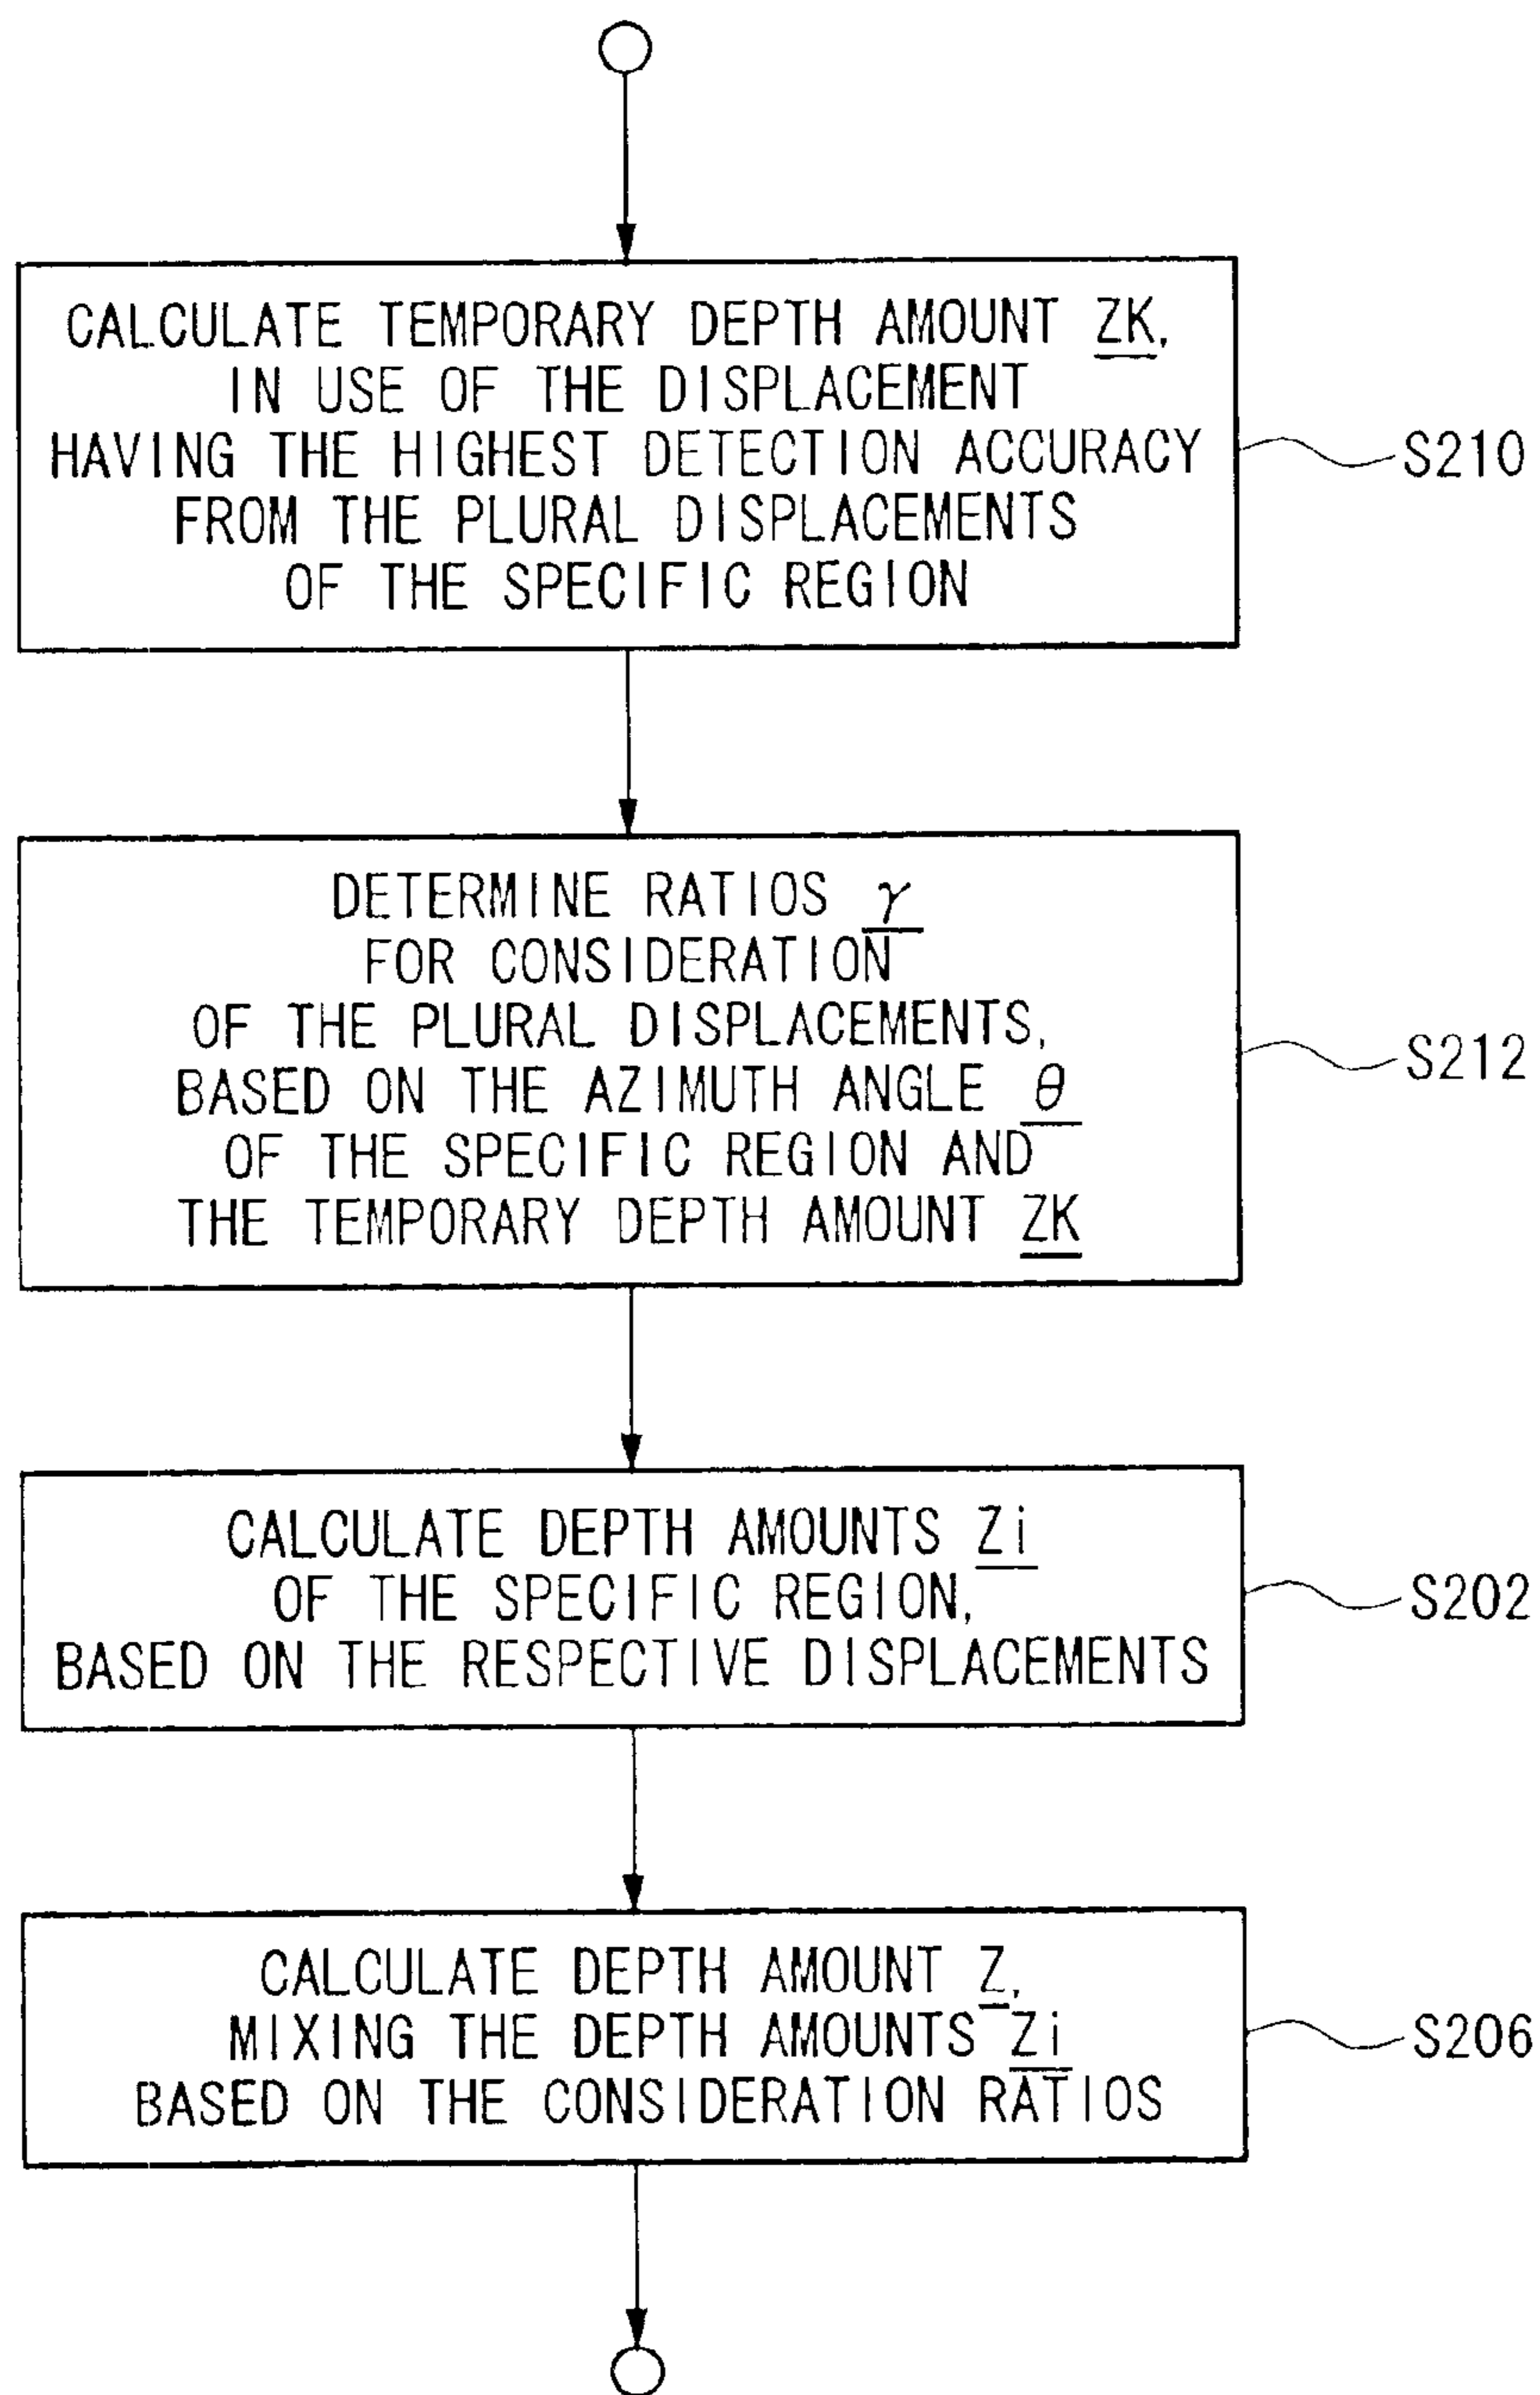 CALCULATE TEMPORARY DEPTH AMOUNT ZK,
IN USE OF THE DISPLACEMENT
HAVING THE HIGHEST DETECTION ACCURACY
FROM THE PLURAL DISPLACEMENTS
OF THE SPECIFIC REGION
S210
DETERMINE RATIOS γ
FOR CONSIDERATION
OF THE PLURAL DISPLACEMENTS,
BASED ON THE AZIMUTH ANGLE θ
OF THE SPECIFIC REGION AND
THE TEMPORARY DEPTH AMOUNT ZK
S212
CALCULATE DEPTH AMOUNTS Zi
OF THE SPECIFIC REGION,
BASED ON THE RESPECTIVE DISPLACEMENTS
S202
CALCULATE DEPTH AMOUNT Z,
MIXING THE DEPTH AMOUNTS Zi
BASED ON THE CONSIDERATION RATIOS
S206